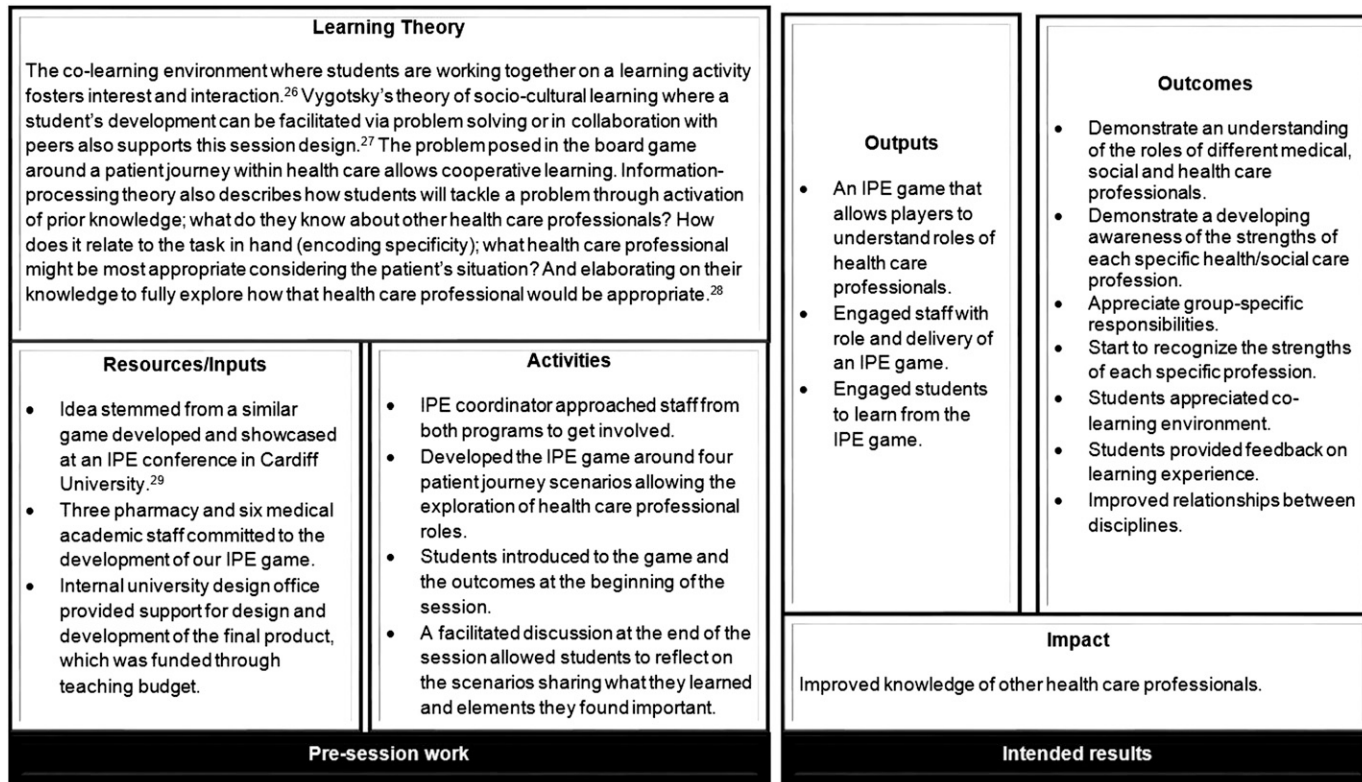 Learning Theory
The co-learning environment where students are working together on a learning activity
fosters interest and interaction.²⁶ Vygotsky's theory of socio-cultural learning where a
student's development can be facilitated via problem solving or in collaboration with
peers also supports this session design.²⁷ The problem posed in the board game
around a patient journey within health care allows cooperative learning. Information-
processing theory also describes how students will tackle a problem through activation
of prior knowledge; what do they know about other health care professionals? How
does it relate to the task in hand (encoding specificity); what health care professional
might be most appropriate considering the patient's situation? And elaborating on their
knowledge to fully explore how that health care professional would be appropriate.²⁸
Resources/Inputs
• Idea stemmed from a similar
game developed and showcased
at an IPE conference in Cardiff
University.²⁹
• Three pharmacy and six medical
academic staff committed to the
development of our IPE game.
• Internal university design office
provided support for design and
development of the final product,
which was funded through
teaching budget.
Activities
• IPE coordinator approached staff from
both programs to get involved.
• Developed the IPE game around four
patient journey scenarios allowing the
exploration of health care professional
roles.
• Students introduced to the game and
the outcomes at the beginning of the
session.
• A facilitated discussion at the end of the
session allowed students to reflect on
the scenarios sharing what they learned
and elements they found important.
Pre-session work
Outputs
• An IPE game that
allows players to
understand roles of
health care
professionals.
• Engaged staff with
role and delivery of
an IPE game.
• Engaged students
to learn from the
IPE game.
Outcomes
• Demonstrate an understanding
of the roles of different medical,
social and health care
professionals.
• Demonstrate a developing
awareness of the strengths of
each specific health/social care
profession.
• Appreciate group-specific
responsibilities.
• Start to recognize the strengths
of each specific profession.
• Students appreciated co-
learning environment.
• Students provided feedback on
learning experience.
• Improved relationships between
disciplines.
Impact
Improved knowledge of other health care professionals.
Intended results